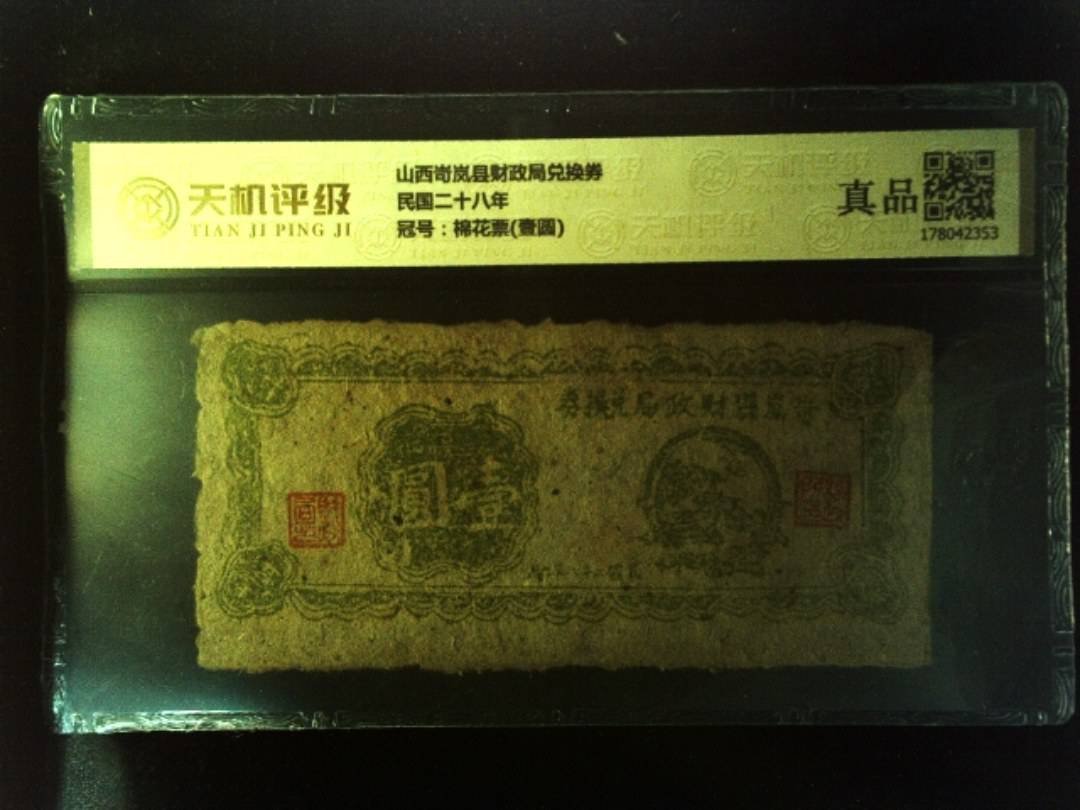 天机评级
TIAN JI PING JI
山西岢岚县财政局兑换券
民国二十八年
冠号：棉花票(壹圆)
真品
178042353
券換兌局政財縣嵐岢
圓壹